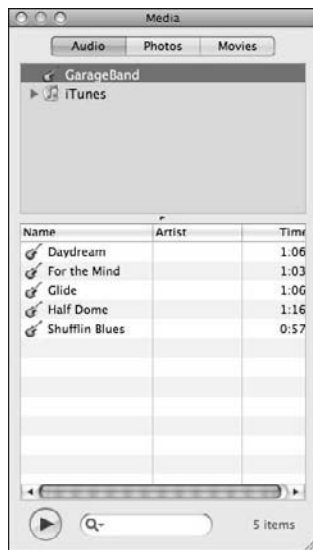 Media
Audio Photos Movies
GarageBand
iTunes
Name Artist Time
Daydream 1:06
For the Mind 1:03
Glide 1:06
Half Dome 1:16
Shufflin Blues 0:57
5 items